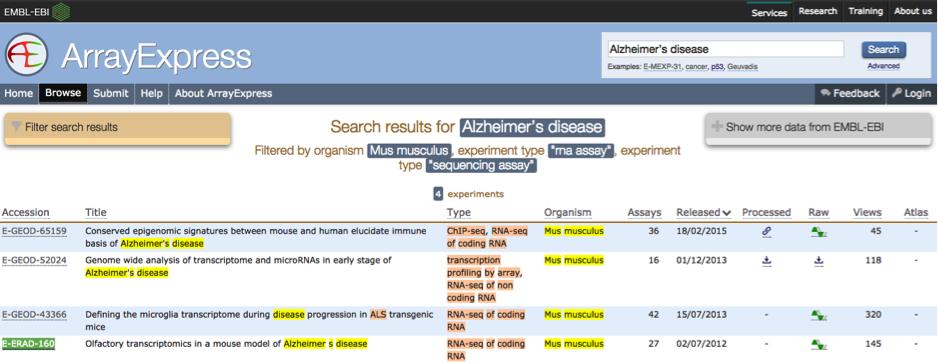 EMBL-EBI
Services Research Training About us
ArrayExpress
Alzheimer's disease
Search
Examples: E-MEXP-31, cancer, p53, Geuvadis
Advanced
Home Browse Submit Help About ArrayExpress Feedback Login
Filter search results
Search results for Alzheimer's disease
Show more data from EMBL-EBI
Filtered by organism Mus musculus, experiment type "rna assay", experiment
type "sequencing assay"
4 experiments
Accession Title Type Organism Assays Released Processed Raw Views Atlas
E-GEOD-65159 Conserved epigenomic signatures between mouse and human elucidate immune ChIP-seq, RNA-seq Mus musculus 36 18/02/2015 45 -
basis of Alzheimer's disease of coding RNA
E-GEOD-52024 Genome wide analysis of transcriptome and microRNAs in early stage of transcription Mus musculus 16 01/12/2013 118 -
Alzheimer's disease profiling by array,
RNA-seq of non
coding RNA
E-GEOD-43366 Defining the microglia transcriptome during disease progression in ALS transgenic RNA-seq of coding Mus musculus 42 15/07/2013 - 320 -
mice RNA
E-ERAD-160 Olfactory transcriptomics in a mouse model of Alzheimer s disease RNA-seq of coding Mus musculus 27 02/07/2012 - 145 -
RNA